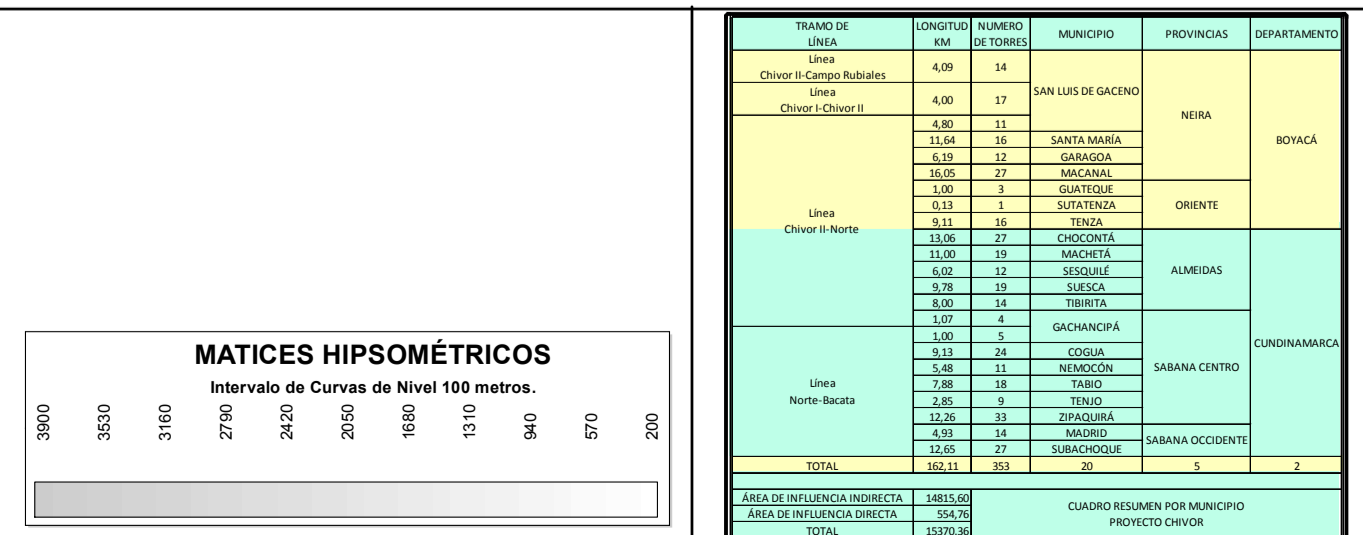 MATICES HIPSOMÉTRICOS
Intervalo de Curvas de Nivel 100 metros.
3900 3530 3160 2790 2420 2050 1680 1310 940 570 200
TRAMO DE LÍNEA LONGITUD KM NUMERO DE TORRES MUNICIPIO PROVINCIAS DEPARTAMENTO
Línea Chivor II-Campo Rubiales 4,09 14 SAN LUIS DE GACENO NEIRA BOYACÁ
Línea Chivor I-Chivor II 4,00 17
Línea Chivor II-Norte 4,80 11
11,64 16 SANTA MARÍA
6,19 12 GARAGOA
16,05 27 MACANAL
1,00 3 GUATEQUE ORIENTE
0,13 1 SUTATENZA
9,11 16 TENZA
13,06 27 CHOCONTÁ ALMEIDAS CUNDINAMARCA
11,00 19 MACHETÁ
6,02 12 SESQUILÉ
9,78 19 SUESCA
8,00 14 TIBIRITA
1,07 4 GACHANCIPÁ SABANA CENTRO
Línea Norte-Bacata 1,00 5
9,13 24 COGUA
5,48 11 NEMOCÓN
7,88 18 TABIO
2,85 9 TENJO
12,26 33 ZIPAQUIRÁ
4,93 14 MADRID SABANA OCCIDENTE
12,65 27 SUBACHOQUE
TOTAL 162,11 353 20 5 2
ÁREA DE INFLUENCIA INDIRECTA 14815,60
ÁREA DE INFLUENCIA DIRECTA 554,76
TOTAL 15370,36
CUADRO RESUMEN POR MUNICIPIO
PROYECTO CHIVOR